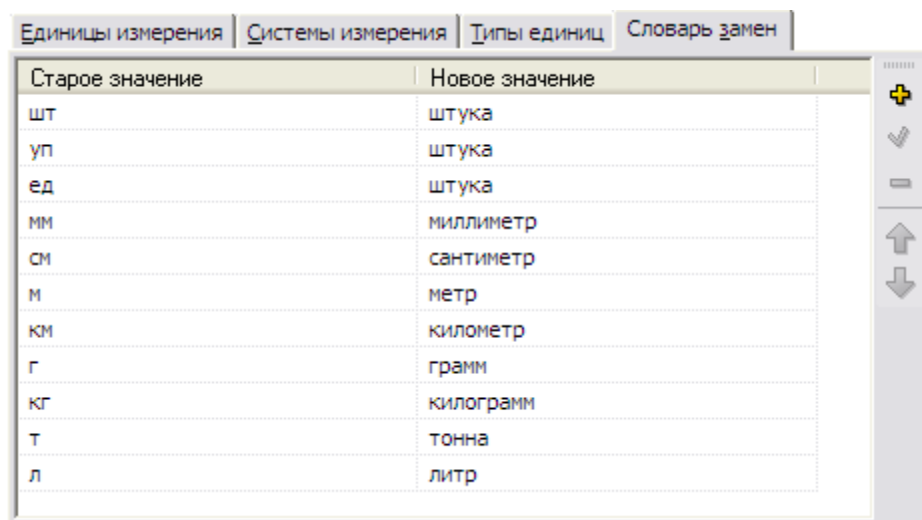 Единицы измерения Системы измерения Типы единиц Словарь замен
Старое значение Новое значение
шт штука
уп штука
ед штука
мм миллиметр
см сантиметр
м метр
км километр
г грамм
кг килограмм
т тонна
л литр